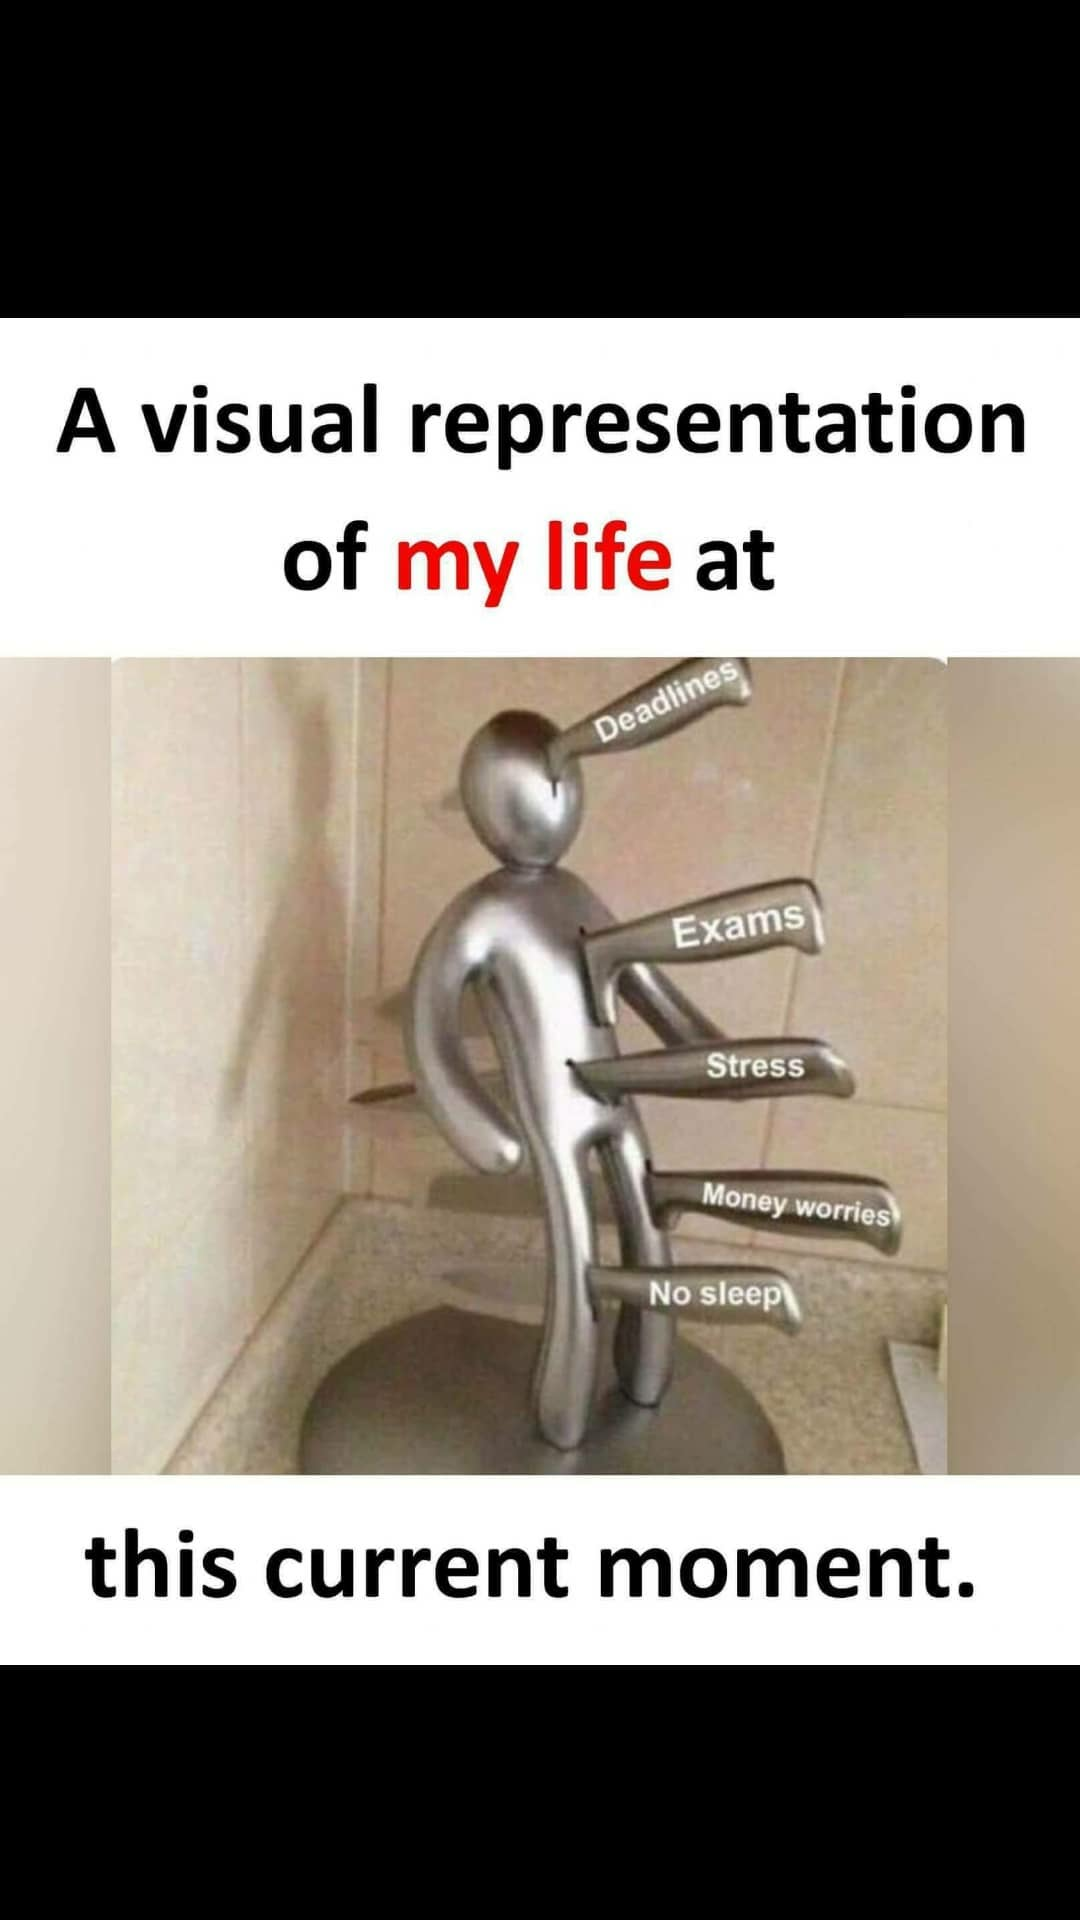 A visual representation
of my life at
Deadlines
Exams
Stress
Money worries
No sleep
this current moment.